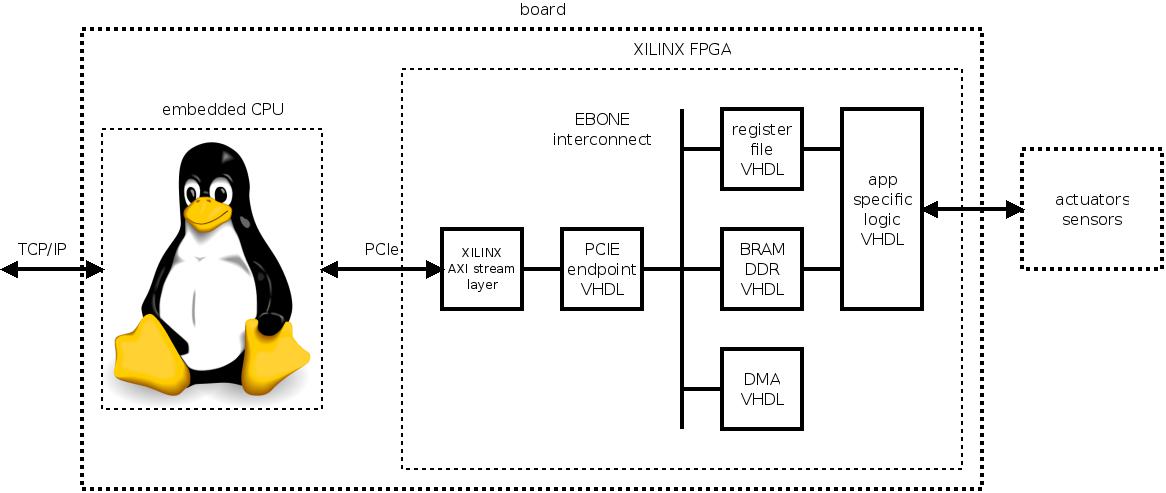 board
XILINX FPGA
embedded CPU
EBONE
interconnect
register
file
VHDL
app
specific
logic
VHDL
actuators
sensors
TCP/IP
PCIe
XILINX
AXI stream
layer
PCIE
endpoint
VHDL
BRAM
DDR
VHDL
DMA
VHDL